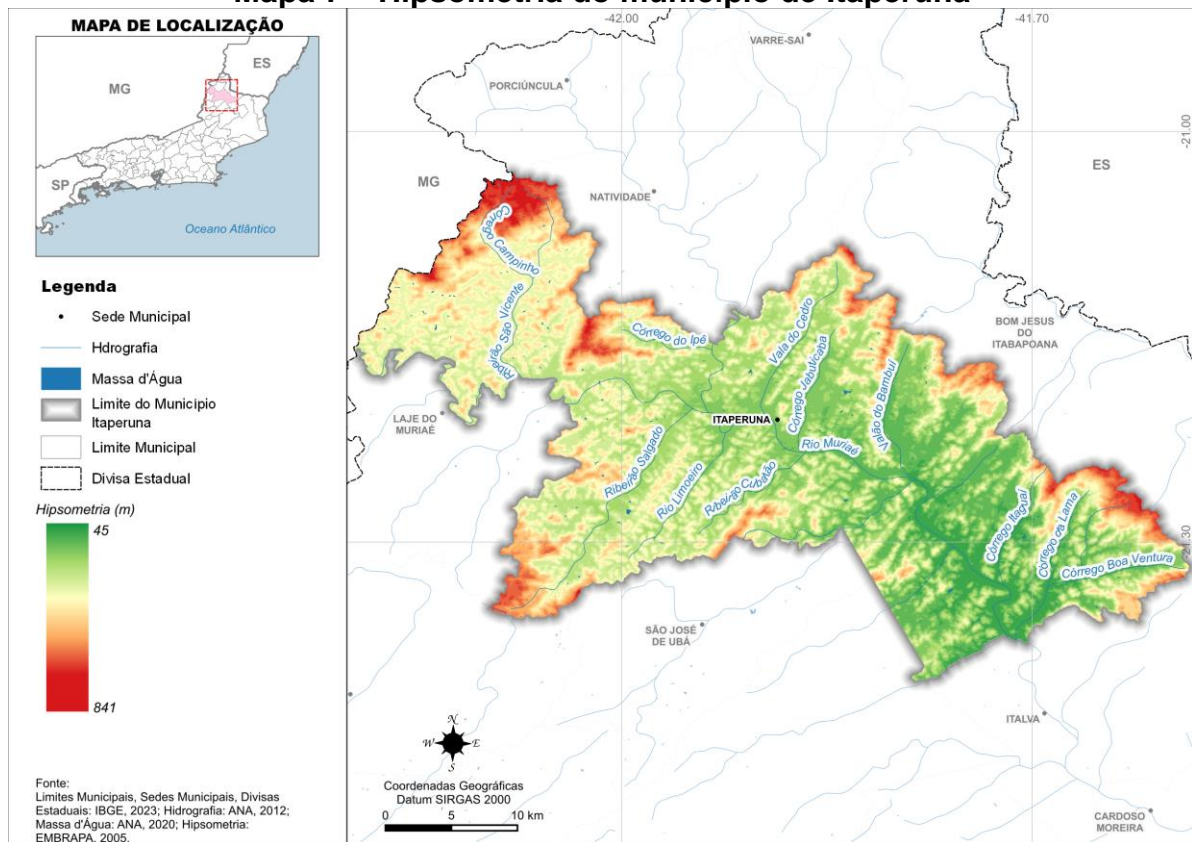 MAPA DE LOCALIZAÇÃO
MG
ES
SP
Oceano Atlântico
Legenda
Sede Municipal
Hdrografia
Massa d'Água
Limite do Município
Itaperuna
Limite Municipal
Divisa Estadual
Hipsometria (m)
45
841
Fonte:
Limites Municipais, Sedes Municipais, Divisas
Estaduais: IBGE, 2023; Hidrografia: ANA, 2012;
Massa d'Água: ANA, 2020; Hipsometria:
EMBRAPA, 2005.
-42.00
-41.70
VARRE-SAI
PORCIÚNCULA
-21.00
ES
MG
NATIVIDADE
Córrego Campinho
Ribeirão São Vicente
Córrego do Ipê
Vala do Cedro
Córrego Jabuticaba
Valão do Bambuí
BOM JESUS
DO
ITABAPOANA
LAJE DO
MURIAÉ
ITAPERUNA
Rio Muriaé
Ribeirão Salgado
Rio Limoeiro
Ribeirão Cubatão
Córrego Itaguaí
Córrego da Lama
Córrego Boa Ventura
-21.30
SÃO JOSÉ
DE UBÁ
ITALVA
N
W
E
S
Coordenadas Geográficas
Datum SIRGAS 2000
0 5 10 km
CARDOSO
MOREIRA